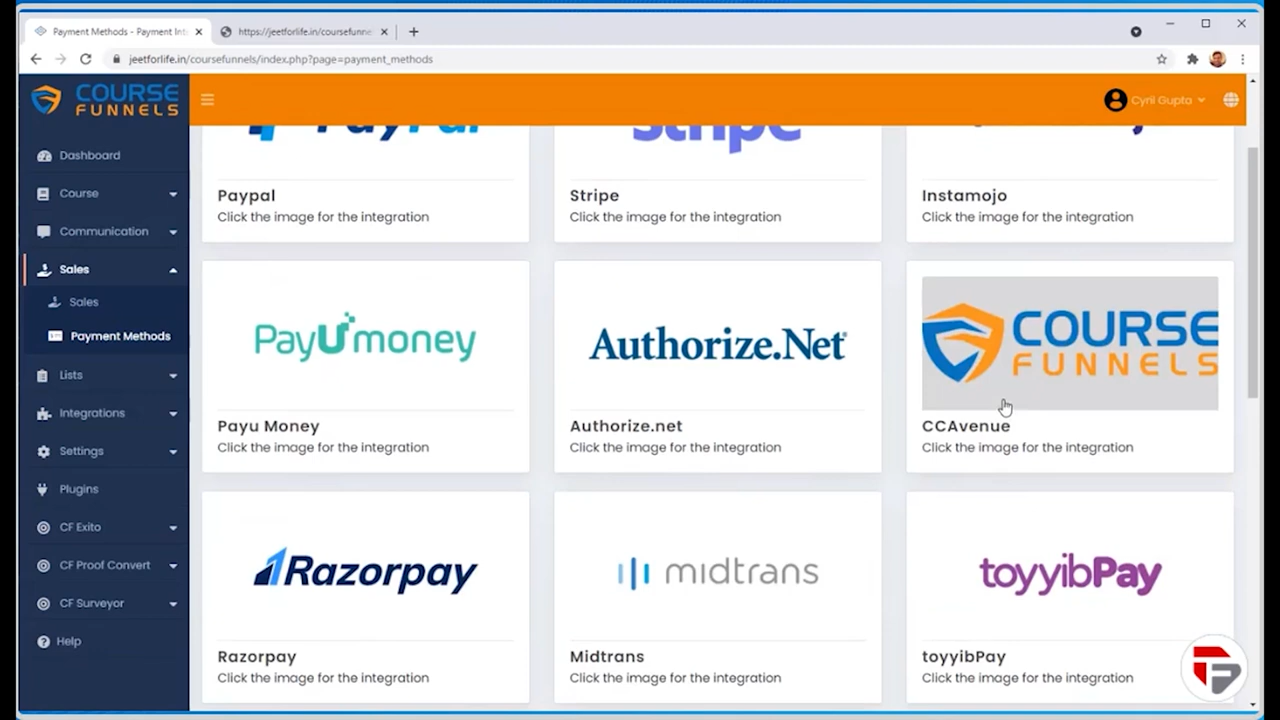 Payment Methods - Payment Int
https://jeetforlife.in/coursefunne
jeetforlife.in/coursefunnels/index.php?page=payment_methods
COURSE
FUNNELS
Cyril Gupta
Dashboard
Course
Communication
Sales
Sales
Payment Methods
Lists
Integrations
Settings
Plugins
CF Exito
CF Proof Convert
CF Surveyor
Help
PayPal
stripe
Paypal
Click the image for the integration
Stripe
Click the image for the integration
Instamojo
Click the image for the integration
PayUmoney
Authorize.Net
COURSE
FUNNELS
Payu Money
Click the image for the integration
Authorize.net
Click the image for the integration
CCAvenue
Click the image for the integration
Razorpay
midtrans
toyyibPay
Razorpay
Click the image for the integration
Midtrans
Click the image for the integration
toyyibPay
Click the image for the integration